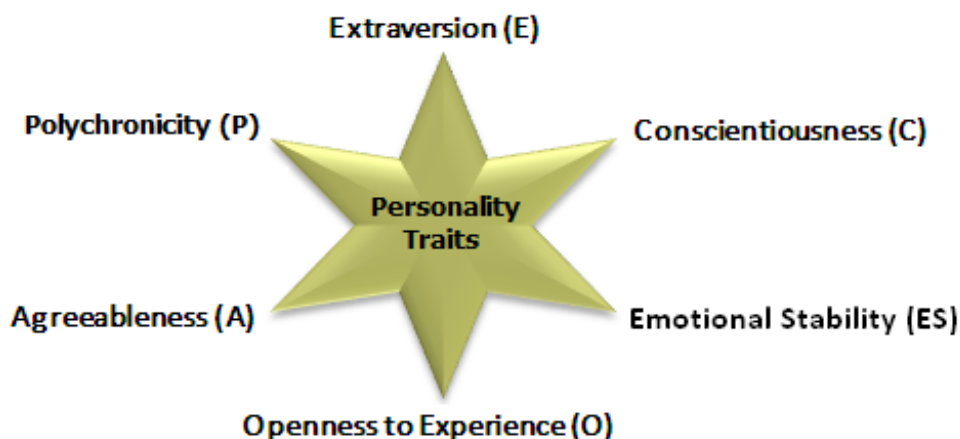 Extraversion (E)
Polychronicity (P)
Conscientiousness (C)
Personality
Traits
Agreeableness (A)
Emotional Stability (ES)
Openness to Experience (O)